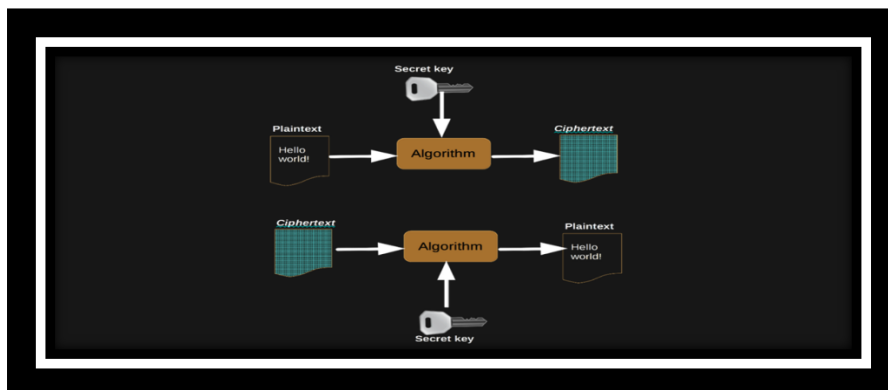 Secret key
Plaintext
Hello
world!
Algorithm
Ciphertext
Ciphertext
Algorithm
Plaintext
Hello
world!
Secret key